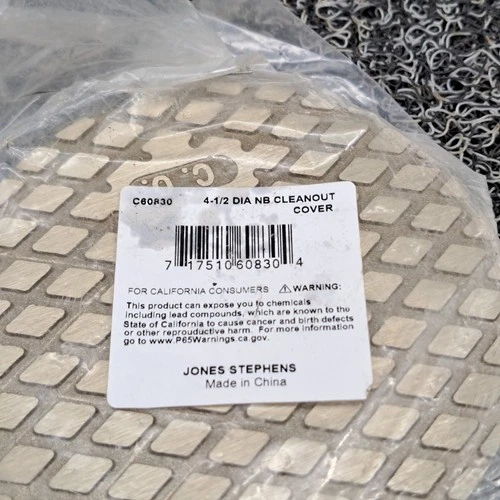 C.O.
C60830 4-1/2 DIA NB CLEANOUT
COVER
7 17510 60830 4
FOR CALIFORNIA CONSUMERS ⚠WARNING:
This product can expose you to chemicals
including lead compounds, which are known to the
State of California to cause cancer and birth defects
or other reprouductive harm. For more information
go to www.P65Warnings.ca.gov.
JONES STEPHENS
Made in China